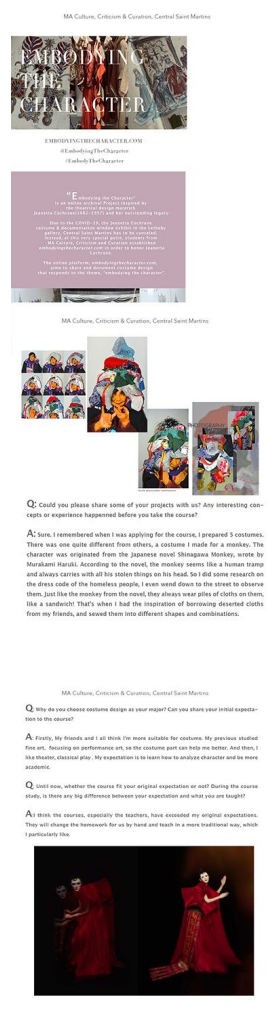 MA Culture, Criticism & Curation, Central Saint Martins
EMBODYING
THE
CHARACTER
EMBODYINGTHECHARACTER.COM
@EmbodyingTheCharacter
#EmbodyTheCharacter
"Embodying the Character"
is an online archival Project inspired by
the theatrical design materials
Jeanetta Cochrane(1882-1957) and her outstanding legacy.
Due to the COVID-19, the Jeanetta Cochrane
costume & documentation window exhibit in the Lethaby
gallery, Central Saint Martins has to be canceled.
Instead, at this very special point, students from
MA Culture, Criticism and Curation established
embodyingthecharacter.com in order to honor Jeanetta
Cochrane.
The online platform, embodyingthecharacter.com
aims to share and document costume design
that responds to the theme, "embodying the character".
MA Culture, Criticism & Curation, Central Saint Martins
PHOTOGRAPHY
Q: Could you please share some of your projects with us? Any interesting con-
cepts or experience happenned before you take the course?
A: Sure. I remembered when I was applying for the course, I prepared 5 costumes.
There was one quite different from others, a costume I made for a monkey. The
character was originated from the Japanese novel Shinagawa Monkey, wrote by
Murakami Haruki. According to the novel, the monkey seems like a human tramp
and always carries with all his stolen things on his head. So I did some research on
the dress code of the homeless people, I even wend down to the street to observe
them. Just like the monkey from the novel, they always wear piles of cloths on them,
like a sandwich! That's when I had the inspiration of borrowing deserted cloths
from my friends, and sewed them into different shapes and combinations.
MA Culture, Criticism & Curation, Central Saint Martins
Q: Why do you choose costume design as your major? Can you share your initial expecta-
tion to the course?
A: Firstly, My friends and I all think I'm more suitable for costume. My previous studied
Fine art. focusing on performance art, so the costume part can help me better. And then, I
like theater, classical play . My expectation is to learn how to analyze character and be more
academic.
Q: Until now, whether the course fit your original expectation or not? During the course
study, is there any big difference between your expectation and what you are taught?
A:I think the courses, especially the teachers, have exceeded my original expectations.
They will change the homework for us by hand and teach in a more traditional way, which
I particularly like.